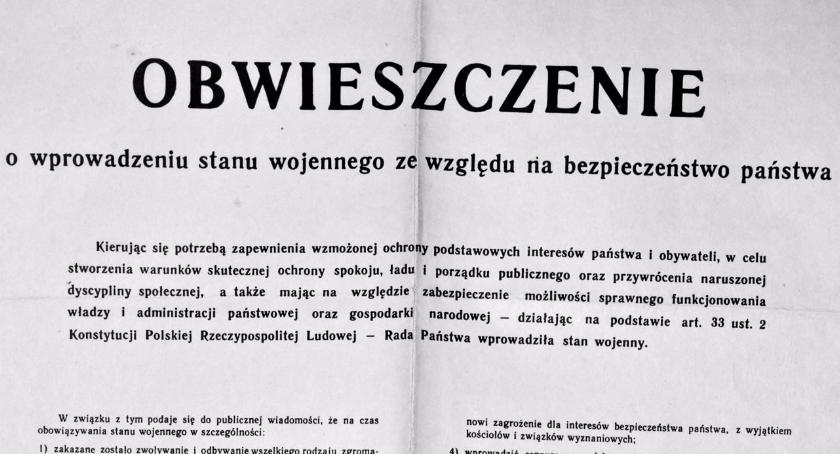 OBWIESZCZENIE
o wprowadzeniu stanu wojennego ze względu na bezpieczeństwo państwa
Kierując się potrzebą zapewnienia wzmożonej ochrony podstawowych interesów państwa i obywateli, w celu
stworzenia warunków skutecznej ochrony spokoju, ładu i porządku publicznego oraz przywrócenia naruszonej
dyscypliny społecznej, a także mając na względzie zabezpieczenie możliwości sprawnego funkcjonowania
władzy i administracji państwowej oraz gospodarki narodowej — działając na podstawie art. 33 ust. 2
Konstytucji Polskiej Rzeczypospolitej Ludowej — Rada Państwa wprowadziła stan wojenny.
W związku z tym podaje się do publicznej wiadomości, że na czas
obowiązywania stanu wojennego w szczególności:
1) zakazane zostało zwoływanie i odbywanie wszelkiego rodzaju zgroma-
nowi zagrożenie dla interesów bezpieczeństwa państwa, z wyjątkiem
kościołów i związków wyznaniowych;
4)